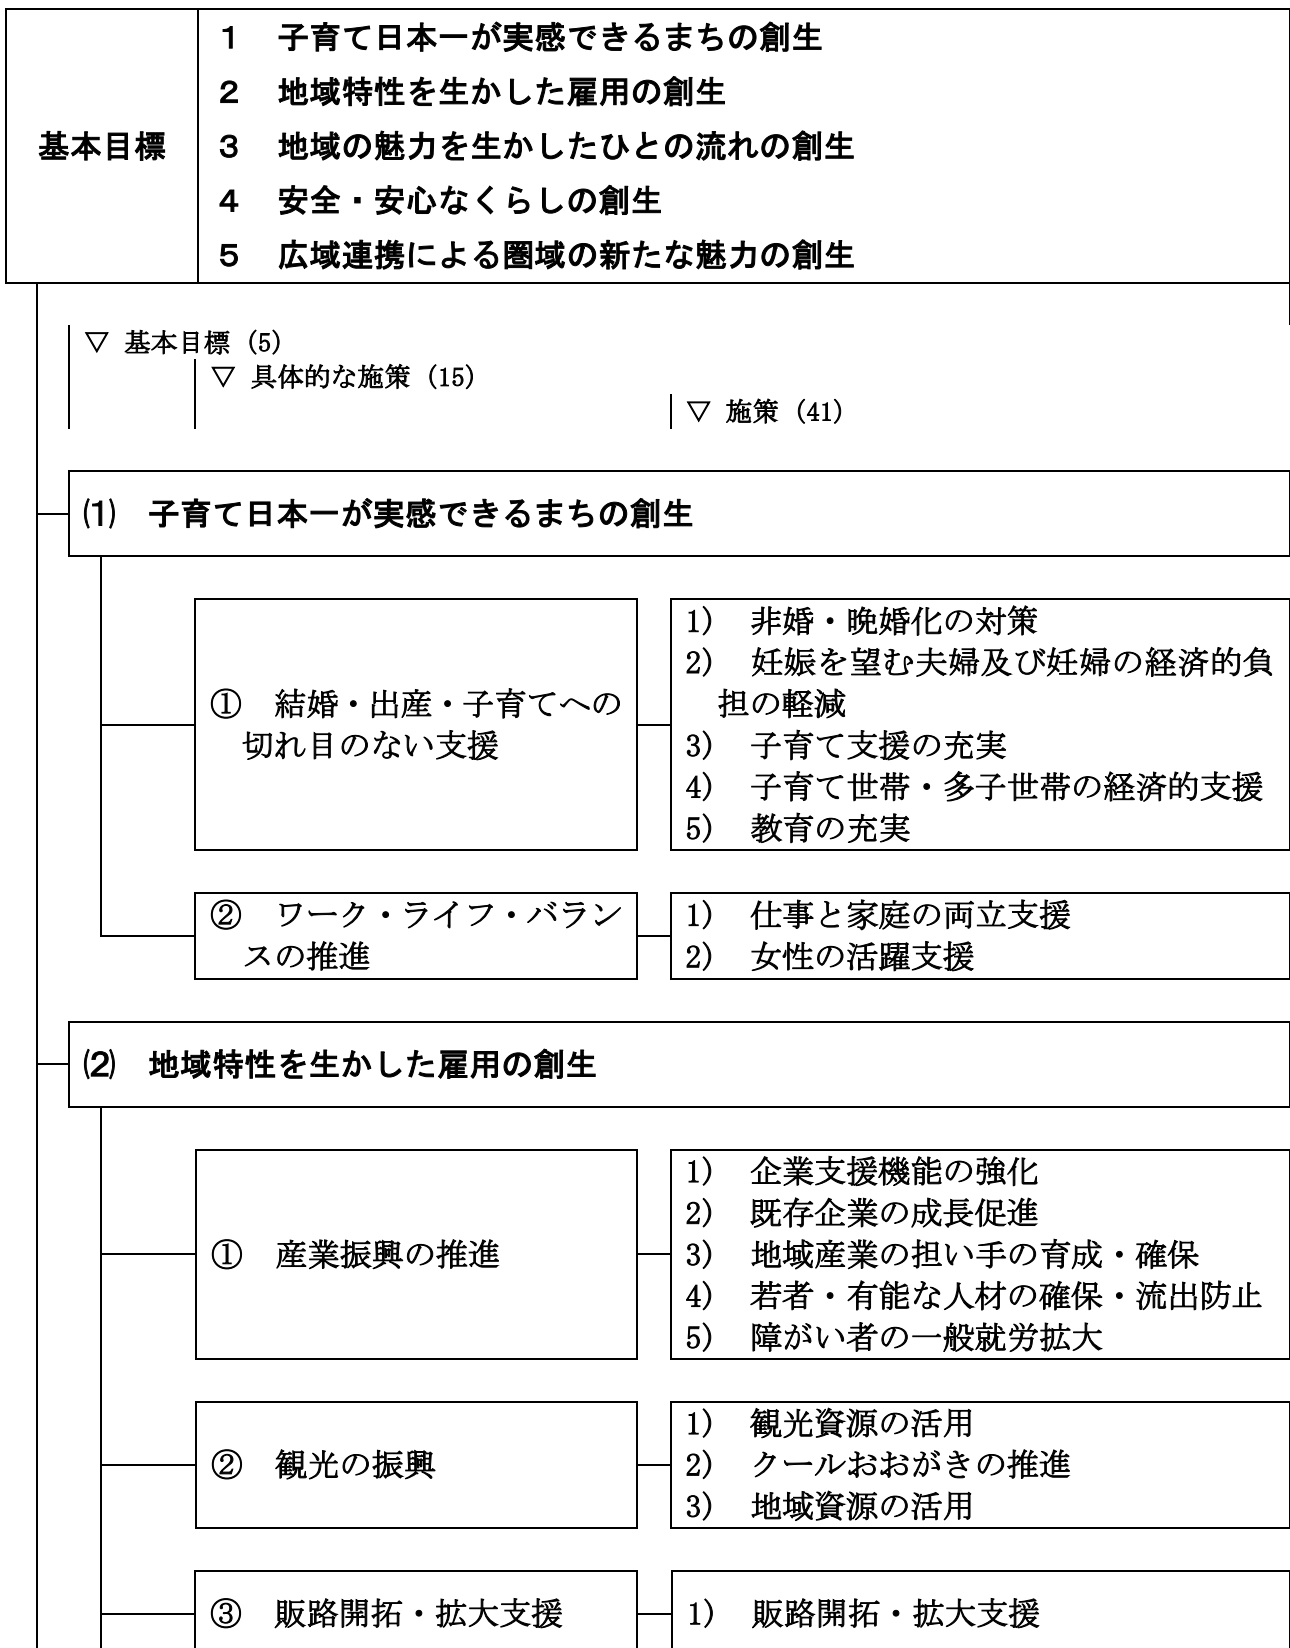 基本目標
１　子育て日本一が実感できるまちの創生
２　地域特性を生かした雇用の創生
３　地域の魅力を生かしたひとの流れの創生
４　安全・安心なくらしの創生
５　広域連携による圏域の新たな魅力の創生
▽ 基本目標 (5)
▽ 具体的な施策 (15)
▽ 施策 (41)
⑴　子育て日本一が実感できるまちの創生
①　結婚・出産・子育てへの
切れ目のない支援
1)　非婚・晩婚化の対策
2)　妊娠を望む夫婦及び妊婦の経済的負
担の軽減
3)　子育て支援の充実
4)　子育て世帯・多子世帯の経済的支援
5)　教育の充実
②　ワーク・ライフ・バラン
スの推進
1)　仕事と家庭の両立支援
2)　女性の活躍支援
⑵　地域特性を生かした雇用の創生
①　産業振興の推進
1)　企業支援機能の強化
2)　既存企業の成長促進
3)　地域産業の担い手の育成・確保
4)　若者・有能な人材の確保・流出防止
5)　障がい者の一般就労拡大
②　観光の振興
1)　観光資源の活用
2)　クールおおがきの推進
3)　地域資源の活用
③　販路開拓・拡大支援
1)　販路開拓・拡大支援